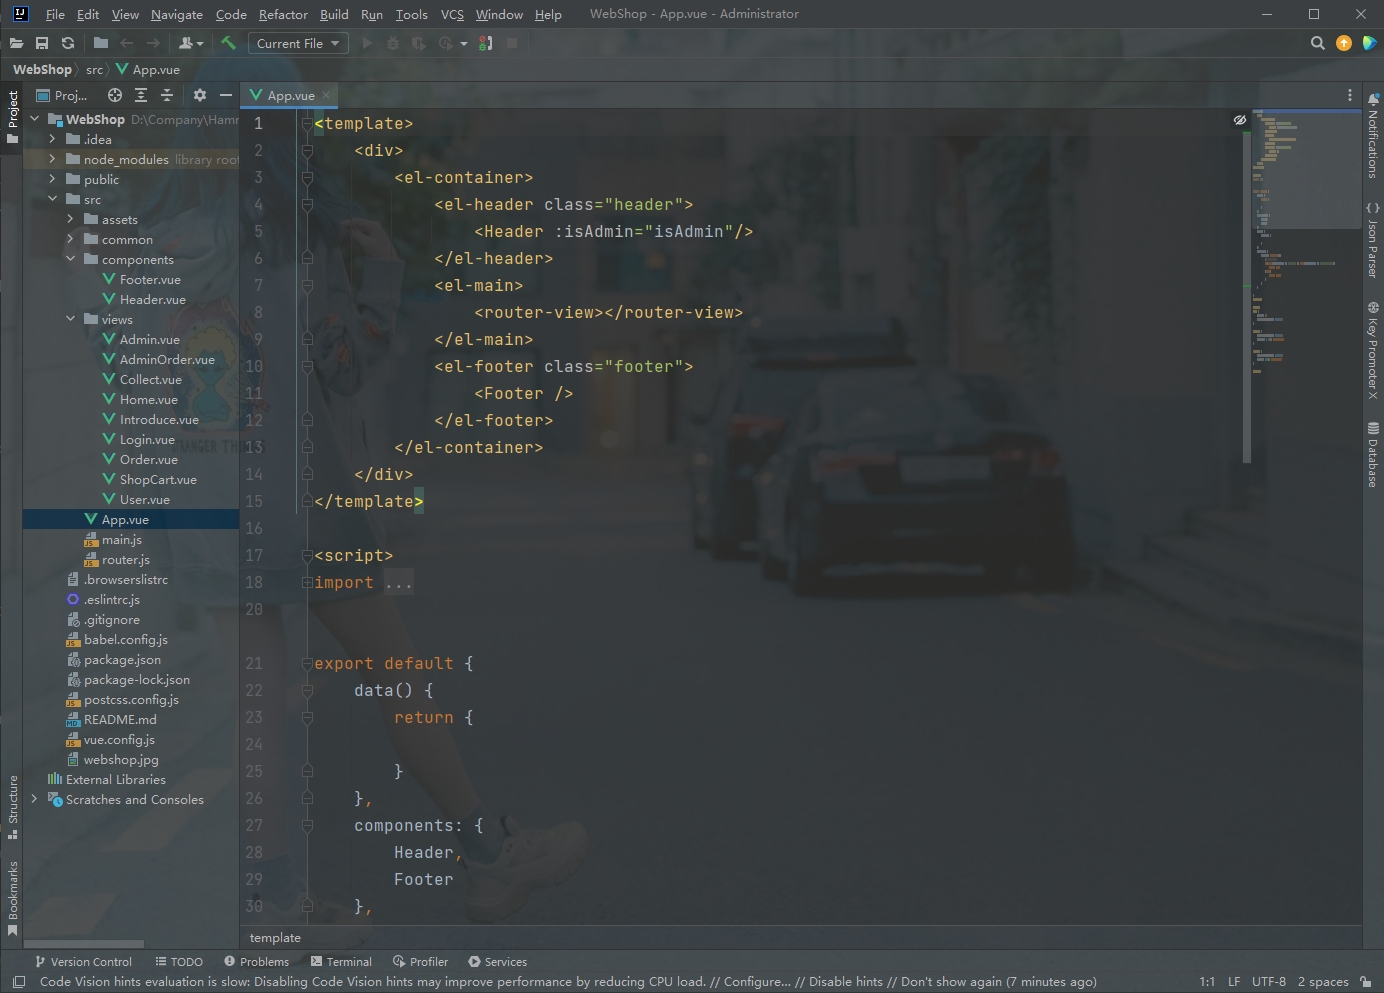 IJ File Edit View Navigate Code Refactor Build Run Tools VCS Window Help WebShop - App.vue - Administrator
Current File
WebShop src App.vue
Project
Proj...
WebShop D:\Company\Hamr
.idea
node_modules library root
public
src
assets
common
components
Footer.vue
Header.vue
views
Admin.vue
AdminOrder.vue
Collect.vue
Home.vue
Introduce.vue
Login.vue
Order.vue
ShopCart.vue
User.vue
App.vue
main.js
router.js
.browserslistrc
.eslintrc.js
.gitignore
babel.config.js
package.json
package-lock.json
postcss.config.js
README.md
vue.config.js
webshop.jpg
External Libraries
Scratches and Consoles
Structure
Bookmarks
App.vue
1 <template>
2 <div>
3 <el-container>
4 <el-header class="header">
5 <Header :isAdmin="isAdmin"/>
6 </el-header>
7 <el-main>
8 <router-view></router-view>
9 </el-main>
10 <el-footer class="footer">
11 <Footer />
12 </el-footer>
13 </el-container>
14 </div>
15 </template>
16
17 <script>
18 import ...
20
21 export default {
22 data() {
23 return {
24
25 }
26 },
27 components: {
28 Header,
29 Footer
30 },
template
Notifications
Json Parser
Key Promoter X
Database
Version Control TODO Problems Terminal Profiler Services
Code Vision hints evaluation is slow: Disabling Code Vision hints may improve performance by reducing CPU load. // Configure... // Disable hints // Don't show again (7 minutes ago) 1:1 LF UTF-8 2 spaces